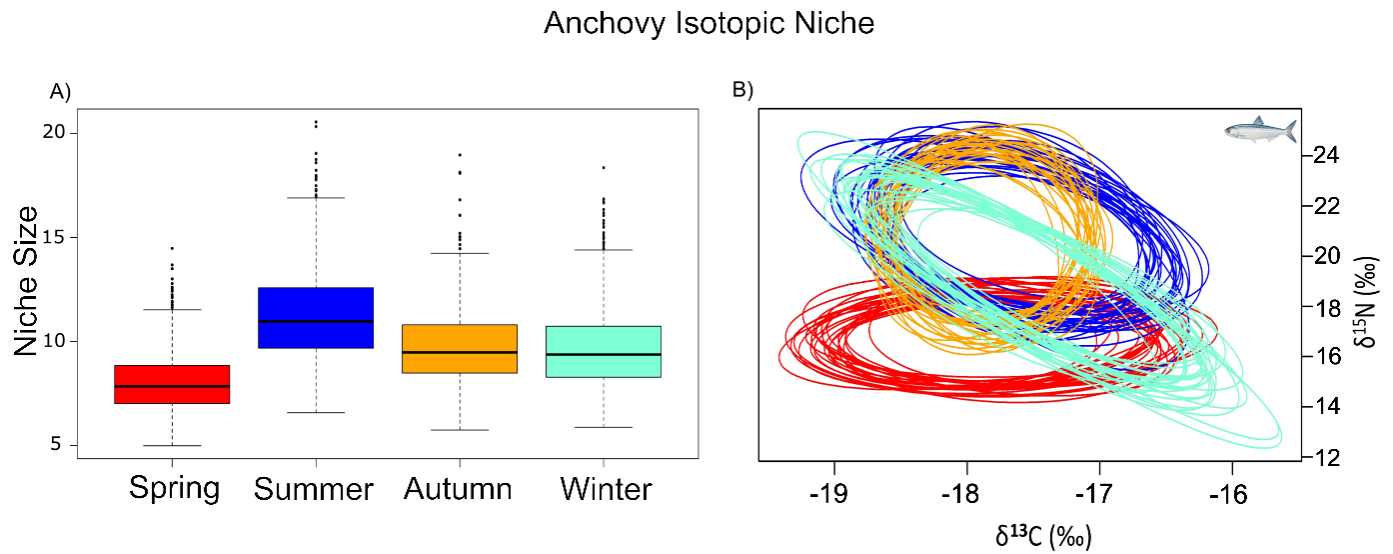 Anchovy Isotopic Niche
A)
Niche Size
20
15
10
5
Spring Summer Autumn Winter
B)
24
22
20
18
16
14
12
δ¹⁵N (‰)
-19 -18 -17 -16
δ¹³C (‰)